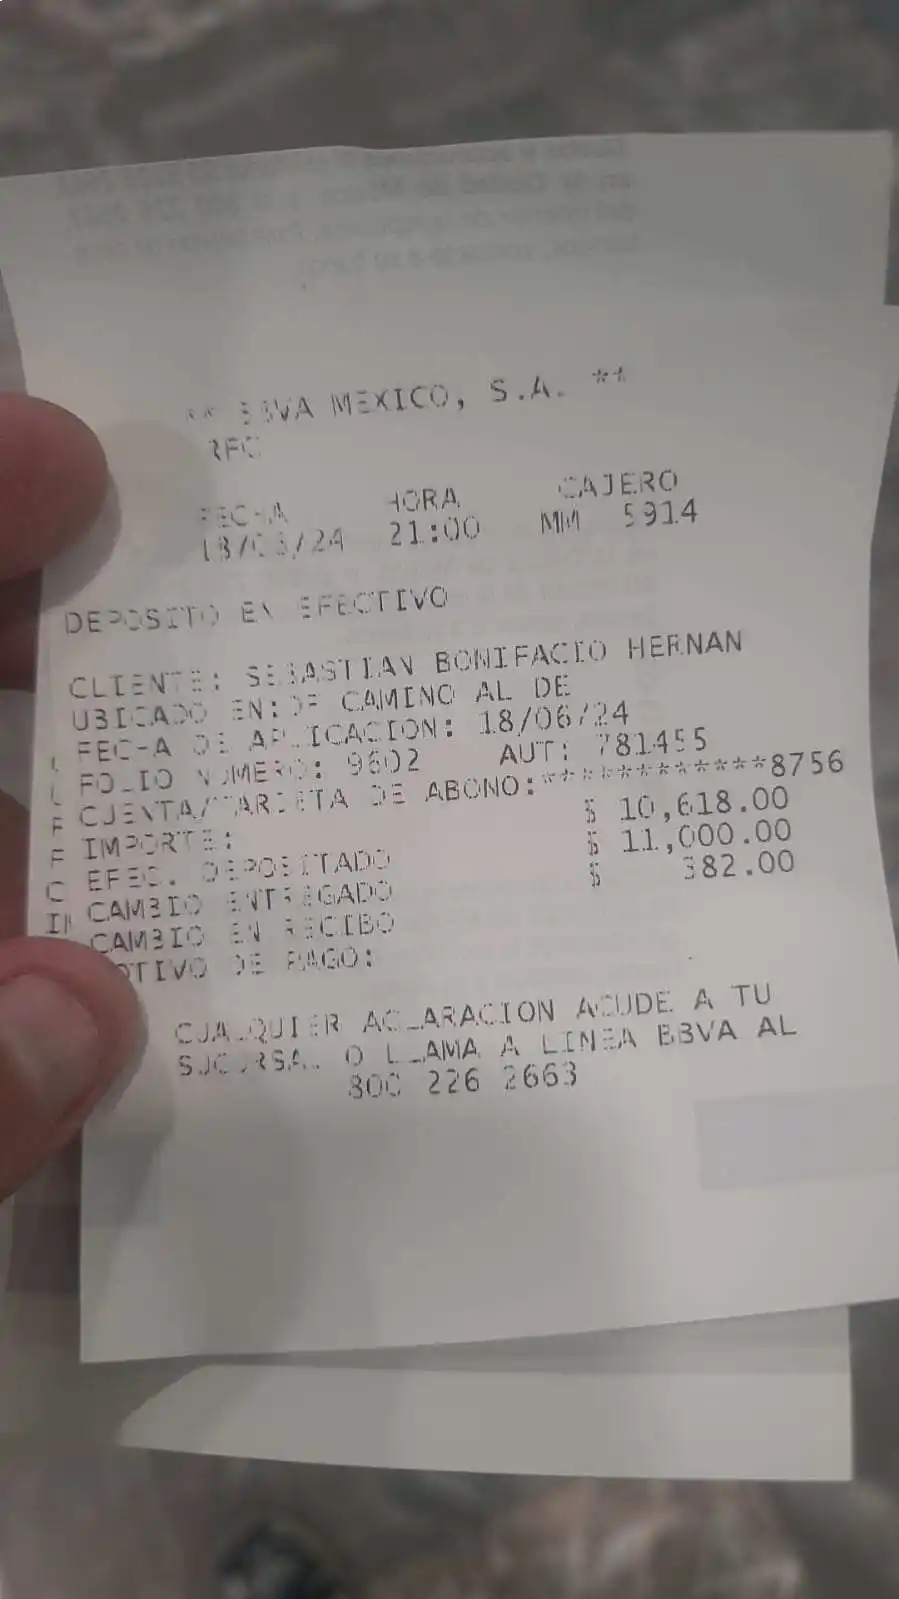 ** BBVA MEXICO, S.A. **
RFC
FECHA HORA CAJERO
18/06/24 21:00 MM 5914
DEPOSITO EN EFECTIVO
CLIENTE: SEBASTIAN BONIFACIO HERNAN
UBICADO EN:DF CAMINO AL DE
FECHA DE APLICACION: 18/06/24
FOLIO NUMERO: 9602 AUT: 781455
CUENTA/TARJETA DE ABONO:************8756
IMPORTE: $ 10,618.00
EFEC. DEPOSITADO $ 11,000.00
CAMBIO ENTREGADO $ 382.00
CAMBIO EN RECIBO
MOTIVO DE PAGO:
CUALQUIER ACLARACION ACUDE A TU
SUCURSAL O LLAMA A LINEA BBVA AL
800 226 2663